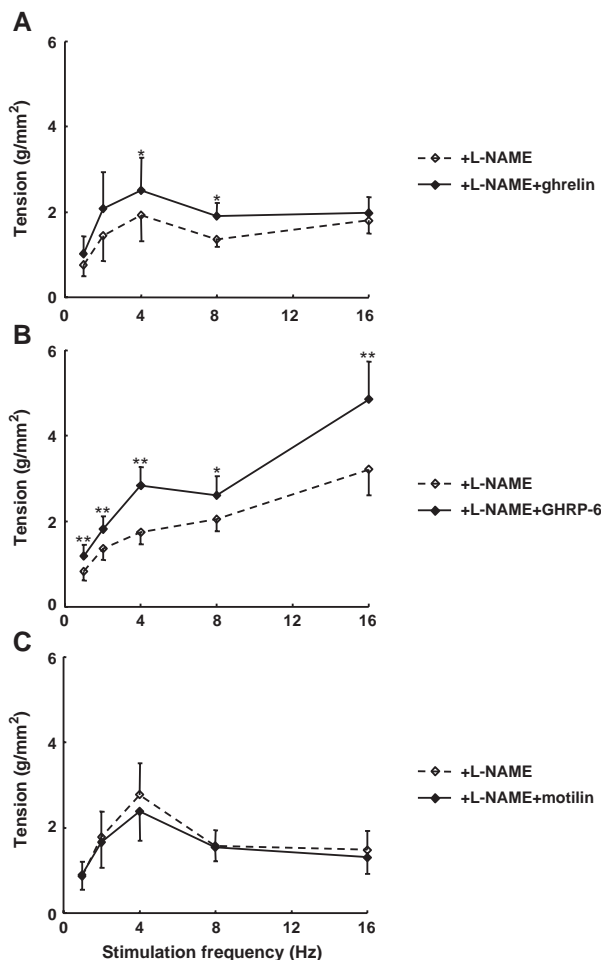 A
6
4
2
0
Tension (g/mm²)
* *
0 4 8 12 16
+L-NAME
+L-NAME+ghrelin
B
6
4
2
0
Tension (g/mm²)
** ** ** * **
0 4 8 12 16
+L-NAME
+L-NAME+GHRP-6
C
6
4
2
0
Tension (g/mm²)
0 4 8 12 16
Stimulation frequency (Hz)
+L-NAME
+L-NAME+motilin